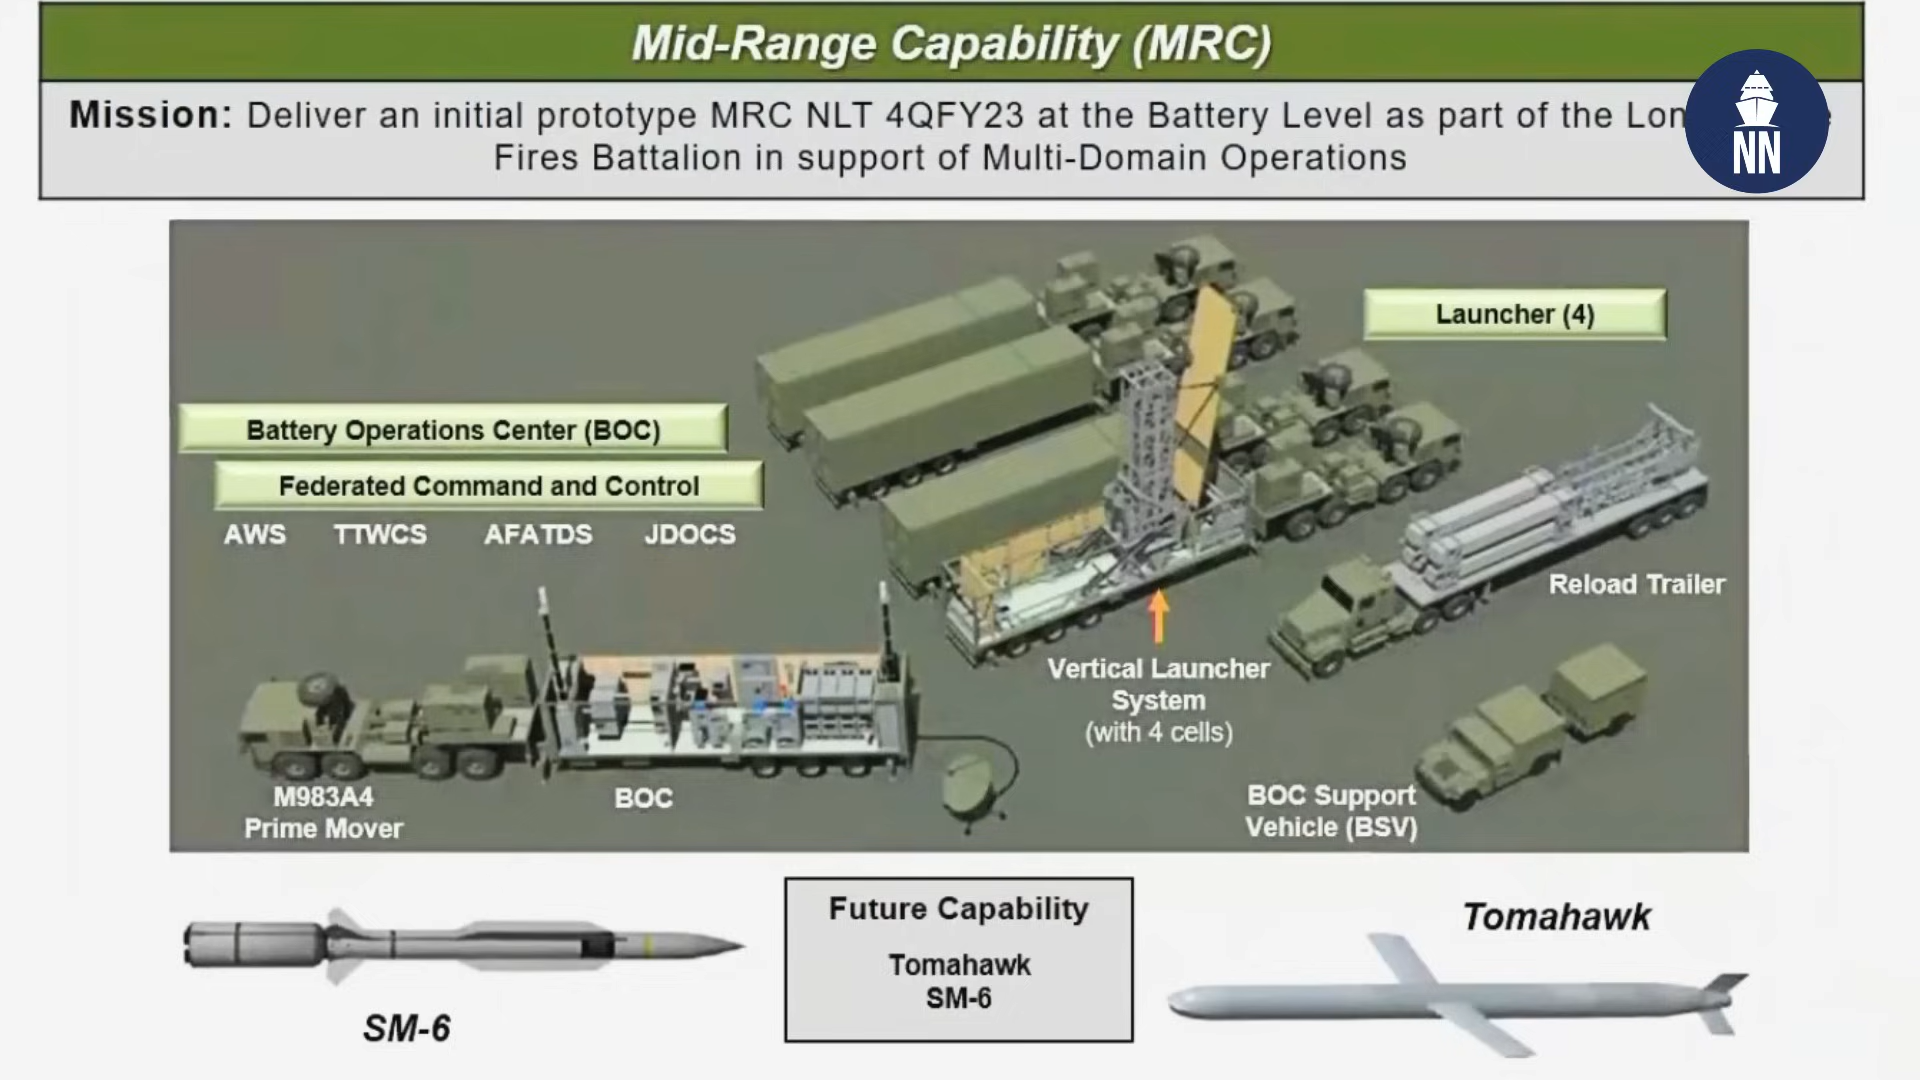 Mid-Range Capability (MRC)
Mission: Deliver an initial prototype MRC NLT 4QFY23 at the Battery Level as part of the
Fires Battalion in support of Multi-Domain Operations
NN
Launcher (4)
Battery Operations Center (BOC)
Federated Command and Control
AWS TTWCS AFATDS JDOCS
Reload Trailer
Vertical Launcher
System
(with 4 cells)
M983A4
Prime Mover
BOC
BOC Support
Vehicle (BSV)
Future Capability
Tomahawk
SM-6
Tomahawk
SM-6